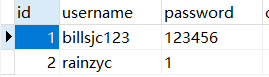 id username password
1 billsjc123 123456
2 rainzyc 1